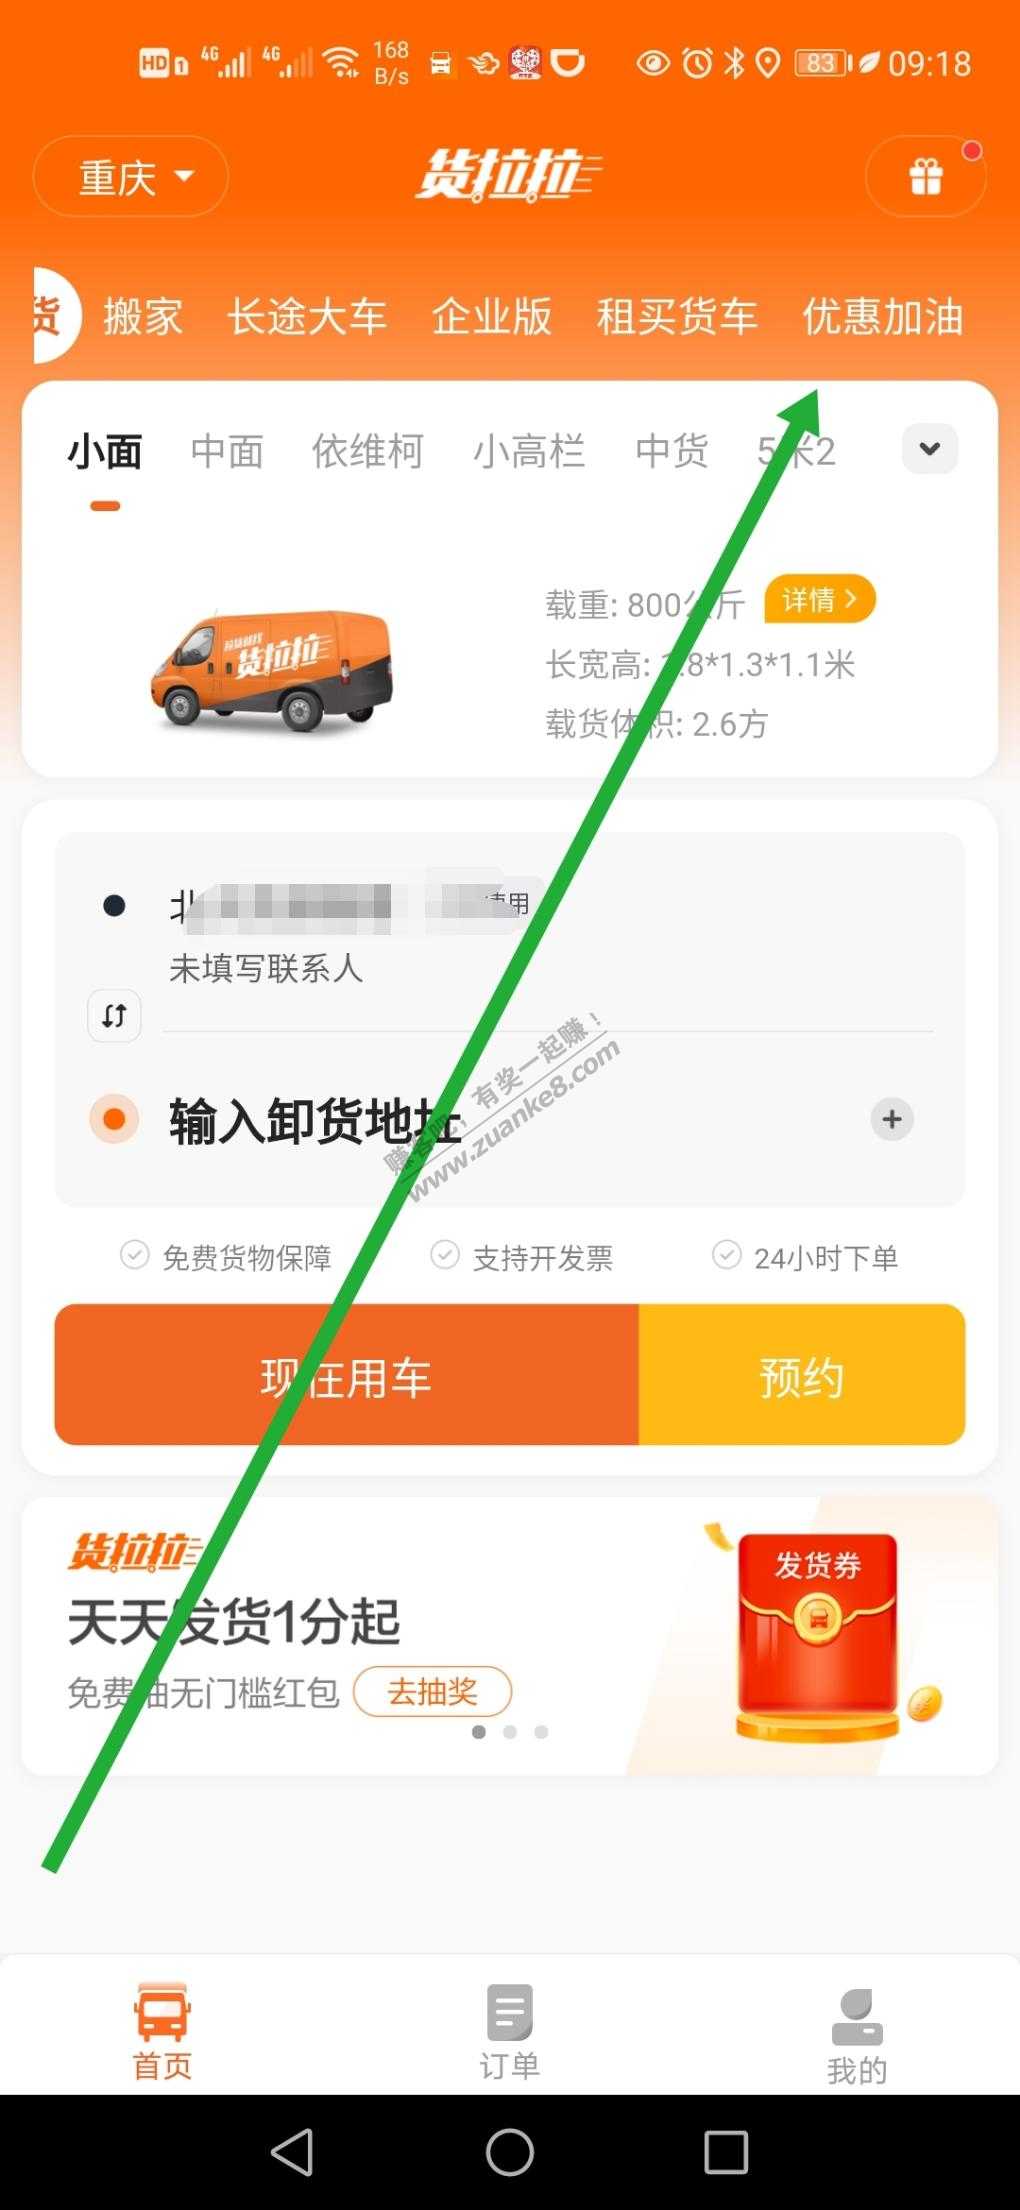 HD 1 4G 4G 168 B/s 83 09:18
重庆 货拉拉
货 搬家 长途大车 企业版 租买货车 优惠加油
小面 中面 依维柯 小高栏 中货 5米2
载重: 800公斤 详情
长宽高: 1.8*1.3*1.1米
载货体积: 2.6方
货拉拉
北 使用
未填写联系人
输入卸货地址
赚客吧，有奖一起赚！
www.zuanke8.com
免费货物保障 支持开发票 24小时下单
现在用车 预约
货拉拉
发货券
天天发货1分起
免费抽无门槛红包 去抽奖
首页 订单 我的